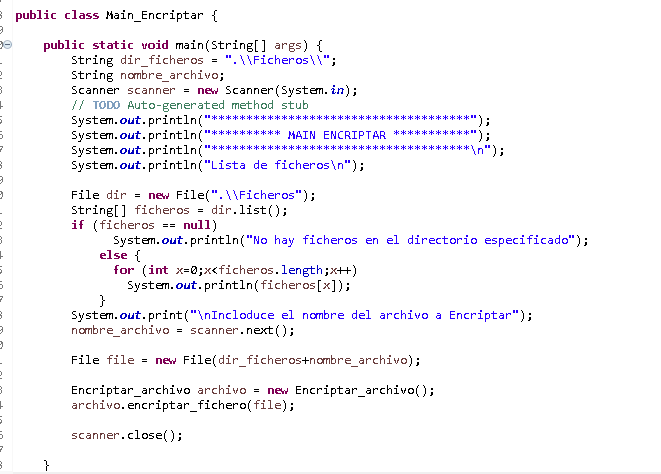 public class Main_Encriptar {
public static void main(String[] args) {
String dir_ficheros = ".\\Ficheros\\";
String nombre_archivo;
Scanner scanner = new Scanner(System.in);
// TODO Auto-generated method stub
System.out.println("*************************************");
System.out.println("********** MAIN ENCRIPTAR ***********");
System.out.println("*************************************\n");
System.out.println("Lista de ficheros\n");
File dir = new File(".\\Ficheros");
String[] ficheros = dir.list();
if (ficheros == null)
System.out.println("No hay ficheros en el directorio especificado");
else {
for (int x=0;x<ficheros.length;x++)
System.out.println(ficheros[x]);
}
System.out.print("\nIncloduce el nombre del archivo a Encriptar");
nombre_archivo = scanner.next();
File file = new File(dir_ficheros+nombre_archivo);
Encriptar_archivo archivo = new Encriptar_archivo();
archivo.encriptar_fichero(file);
scanner.close();
}